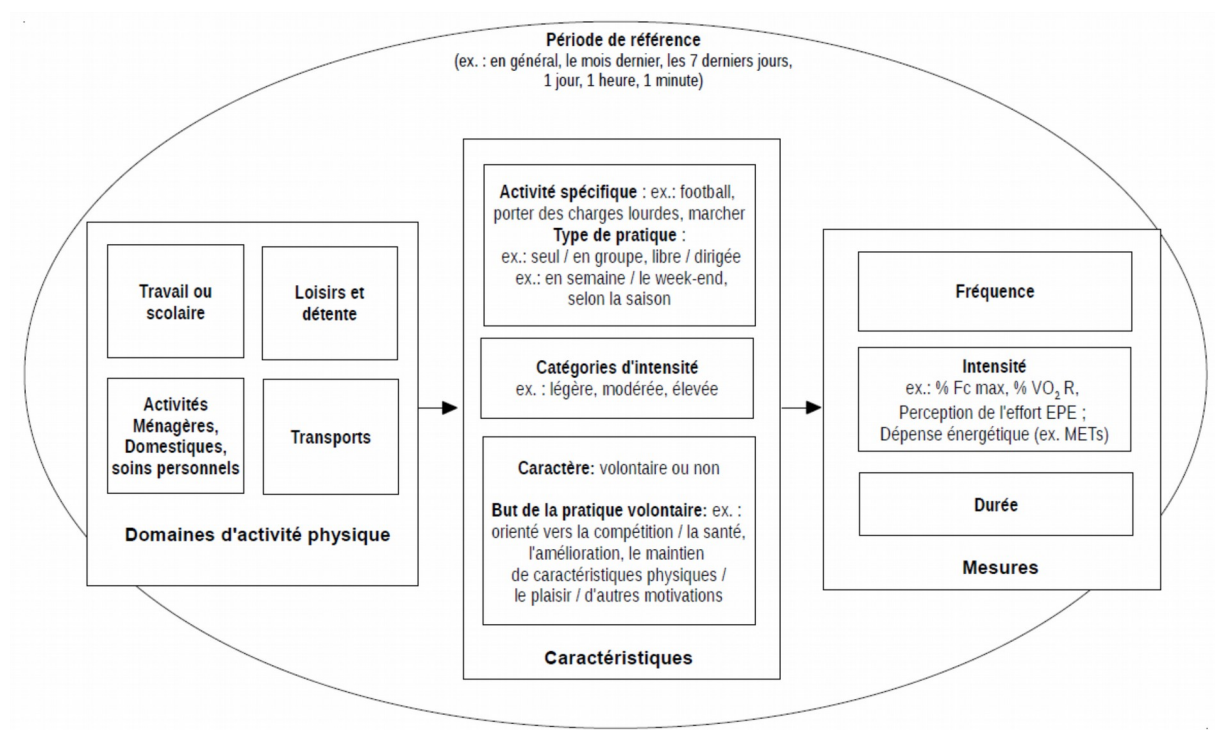 Période de référence
(ex. : en général, le mois dernier, les 7 derniers jours,
1 jour, 1 heure, 1 minute)
Travail ou
scolaire
Loisirs et
détente
Activités
Ménagères,
Domestiques,
soins personnels
Transports
Domaines d'activité physique
Activité spécifique : ex.: football,
porter des charges lourdes, marcher
Type de pratique :
ex.: seul / en groupe, libre / dirigée
ex.: en semaine / le week-end,
selon la saison
Catégories d'intensité
ex. : légère, modérée, élevée
Caractère: volontaire ou non
But de la pratique volontaire: ex. :
orienté vers la compétition / la santé,
l'amélioration, le maintien
de caractéristiques physiques /
le plaisir / d'autres motivations
Caractéristiques
Fréquence
Intensité
ex.: % Fc max, % VO₂ R,
Perception de l'effort EPE ;
Dépense énergétique (ex. METs)
Durée
Mesures